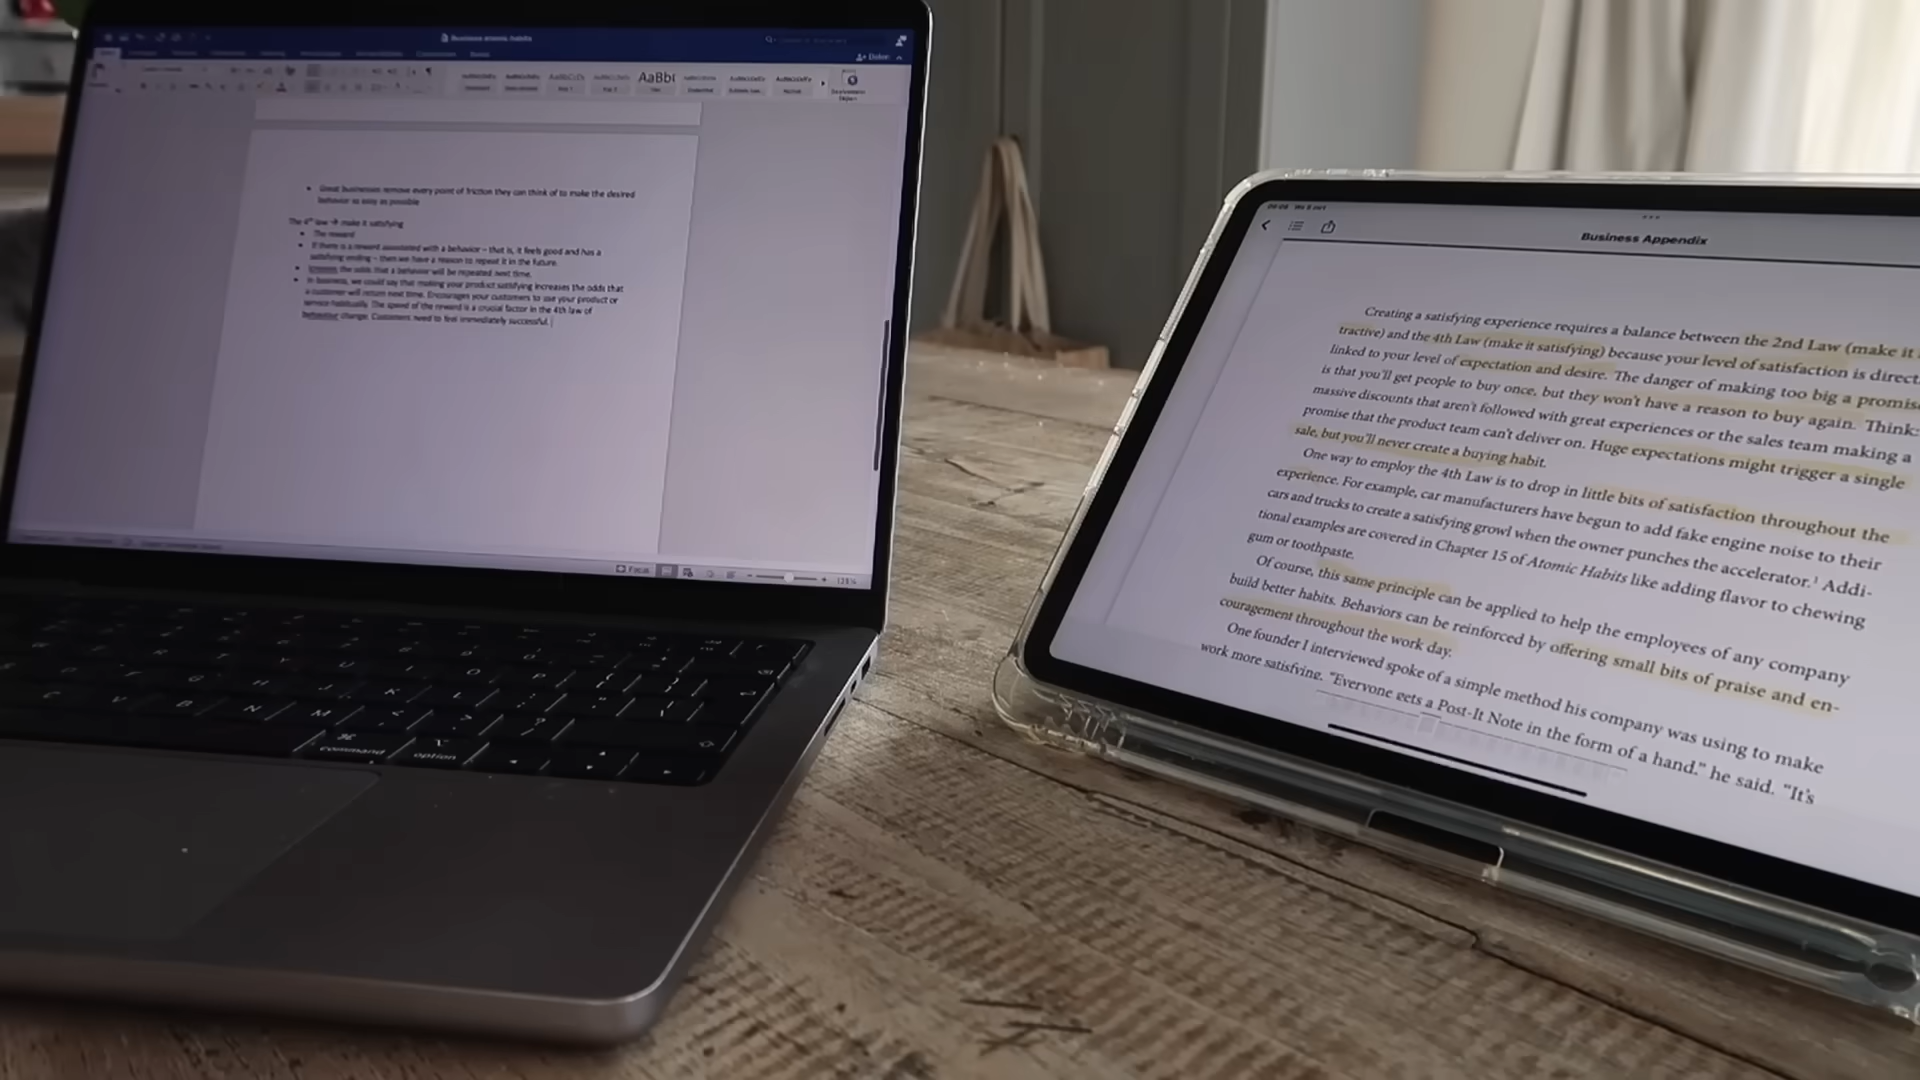 Business atomic habits
Delen
AaBbI
Great businesses remove every point of friction they can think of to make the desired
behavior as easy as possible
The 4th law → make it satisfying
The reward
If there is a reward associated with a behavior – that is, it feels good and has a
satisfying ending – then we have a reason to repeat it in the future.
the odds that a behavior will be repeated next time.
In business, we could say that making your product satisfying increases the odds that
a customer will return next time. Encourages your customers to use your product or
service habitually. The speed of the reward is a crucial factor in the 4th law of
behaviour change. Customers need to feel immediately successful.
Focus
command
option
Business Appendix
Creating a satisfying experience requires a balance between the 2nd Law (make it
tractive) and the 4th Law (make it satisfying) because your level of satisfaction is direct
linked to your level of expectation and desire. The danger of making too big a promise
is that you'll get people to buy once, but they won't have a reason to buy again. Think:
massive discounts that aren't followed with great experiences or the sales team making a
promise that the product team can't deliver on. Huge expectations might trigger a single
sale, but you'll never create a buying habit.
One way to employ the 4th Law is to drop in little bits of satisfaction throughout the
experience. For example, car manufacturers have begun to add fake engine noise to their
cars and trucks to create a satisfying growl when the owner punches the accelerator.¹ Addi-
tional examples are covered in Chapter 15 of Atomic Habits like adding flavor to chewing
gum or toothpaste.
Of course, this same principle can be applied to help the employees of any company
build better habits. Behaviors can be reinforced by offering small bits of praise and en-
couragement throughout the work day.
One founder I interviewed spoke of a simple method his company was using to make
work more satisfying. "Everyone gets a Post-It Note in the form of a hand." he said. "It's